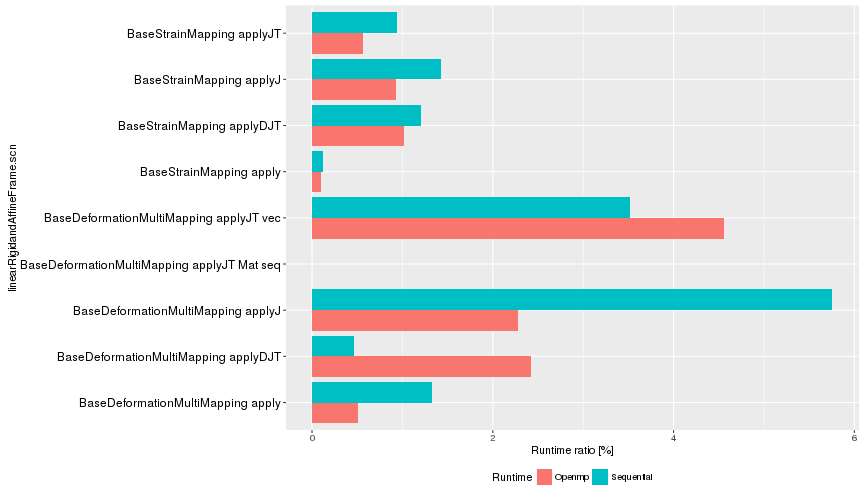 linearRigidandAffineFrame.scn
BaseStrainMapping applyJT
BaseStrainMapping applyJ
BaseStrainMapping applyDJT
BaseStrainMapping apply
BaseDeformationMultiMapping applyJT vec
BaseDeformationMultiMapping applyJT Mat seq
BaseDeformationMultiMapping applyJ
BaseDeformationMultiMapping applyDJT
BaseDeformationMultiMapping apply
0 2 4 6
Runtime ratio [%]
Runtime Openmp Sequential